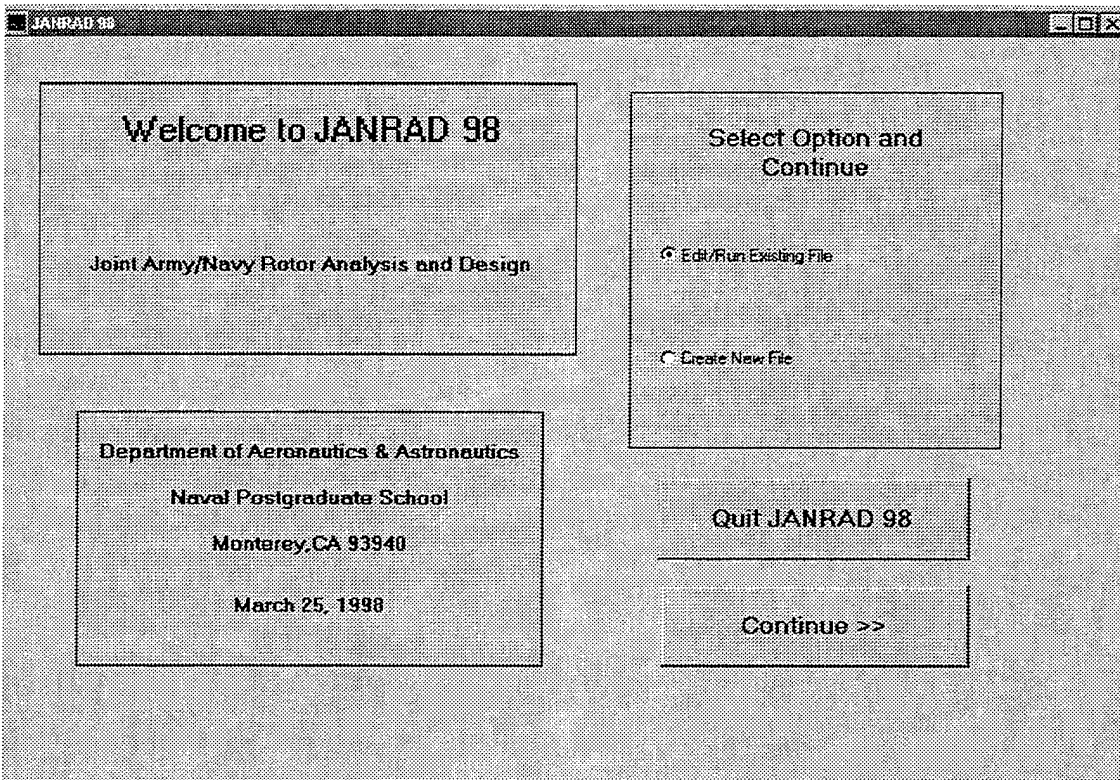 JANRAD 98
Welcome to JANRAD 98
Joint Army/Navy Rotor Analysis and Design
Department of Aeronautics & Astronautics
Naval Postgraduate School
Monterey,CA 93940
March 25, 1998
Select Option and
Continue
Edit/Run Existing File
Create New File
Quit JANRAD 98
Continue >>